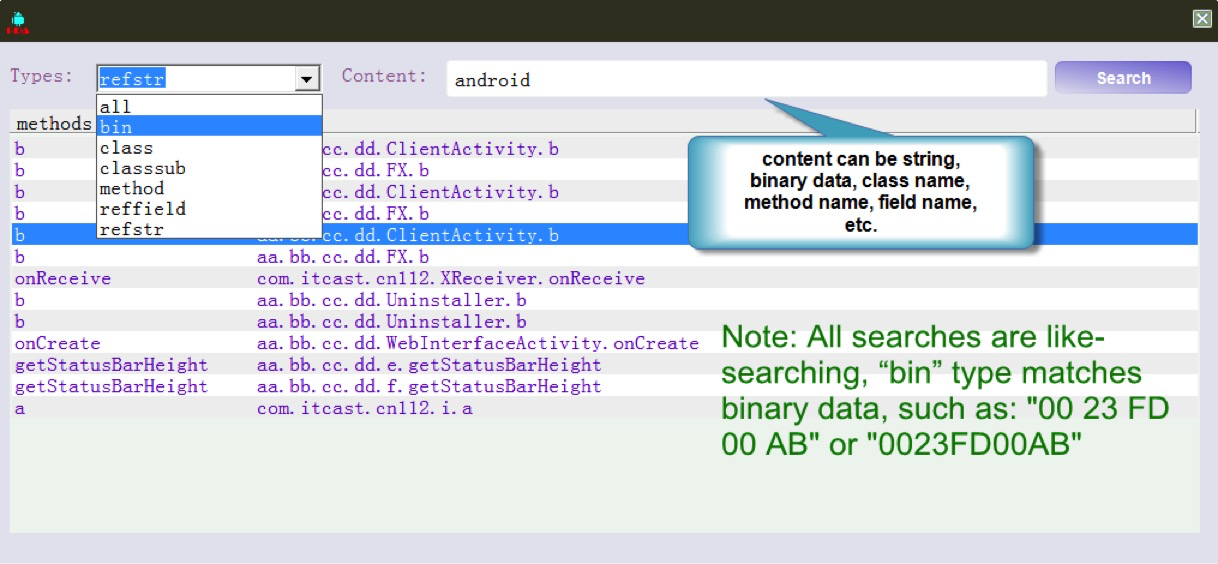 Types:
refstr
Content:
android
Search
all
bin
class
classsub
method
reffield
refstr
methods
b cc.dd.ClientActivity.b
b cc.dd.FX.b
b cc.dd.ClientActivity.b
b cc.dd.FX.b
b aa.bb.cc.dd.ClientActivity.b
b aa.bb.cc.dd.FX.b
onReceive com.itcast.cn112.XReceiver.onReceive
b aa.bb.cc.dd.Uninstaller.b
b aa.bb.cc.dd.Uninstaller.b
onCreate aa.bb.cc.dd.WebInterfaceActivity.onCreate
getStatusBarHeight aa.bb.cc.dd.e.getStatusBarHeight
getStatusBarHeight aa.bb.cc.dd.f.getStatusBarHeight
a com.itcast.cn112.i.a
content can be string,
binary data, class name,
method name, field name,
etc.
Note: All searches are like-
searching, “bin” type matches
binary data, such as: "00 23 FD
00 AB" or "0023FD00AB"